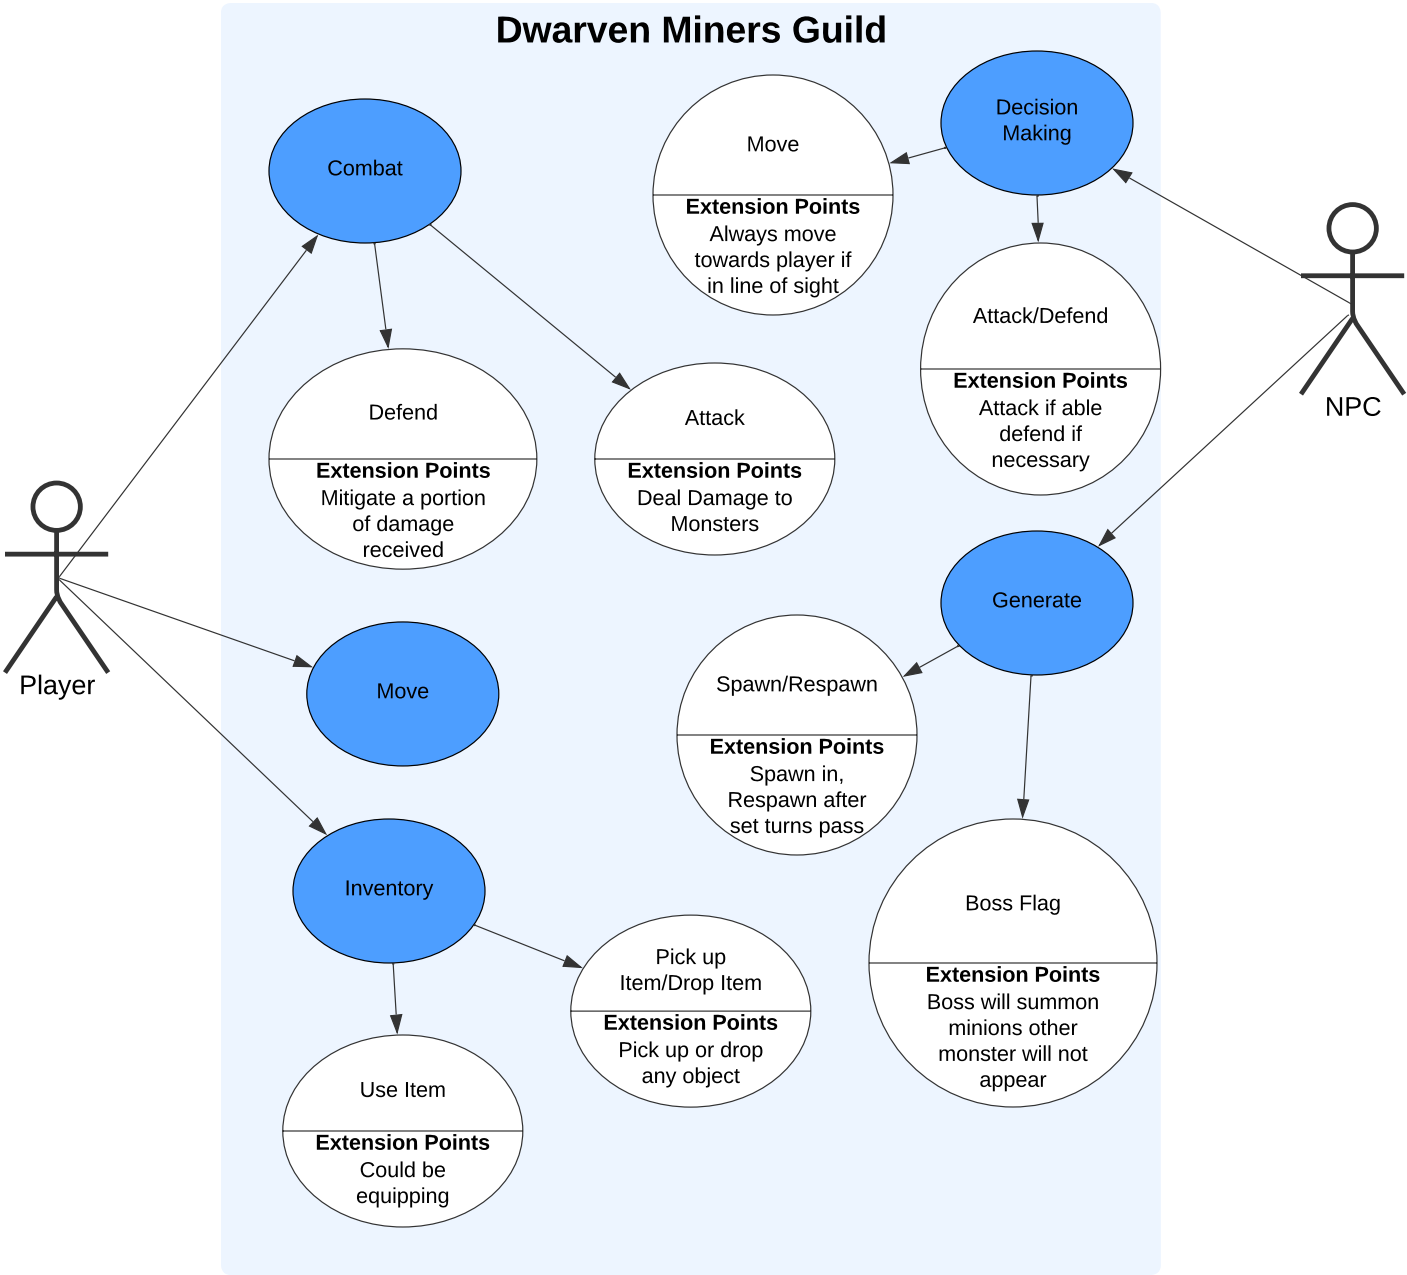 Dwarven Miners Guild
Combat
Defend
Extension Points
Mitigate a portion
of damage
received
Attack
Extension Points
Deal Damage to
Monsters
Move
Extension Points
Always move
towards player if
in line of sight
Decision
Making
Attack/Defend
Extension Points
Attack if able
defend if
necessary
NPC
Player
Move
Generate
Spawn/Respawn
Extension Points
Spawn in,
Respawn after
set turns pass
Boss Flag
Extension Points
Boss will summon
minions other
monster will not
appear
Inventory
Pick up
Item/Drop Item
Extension Points
Pick up or drop
any object
Use Item
Extension Points
Could be
equipping